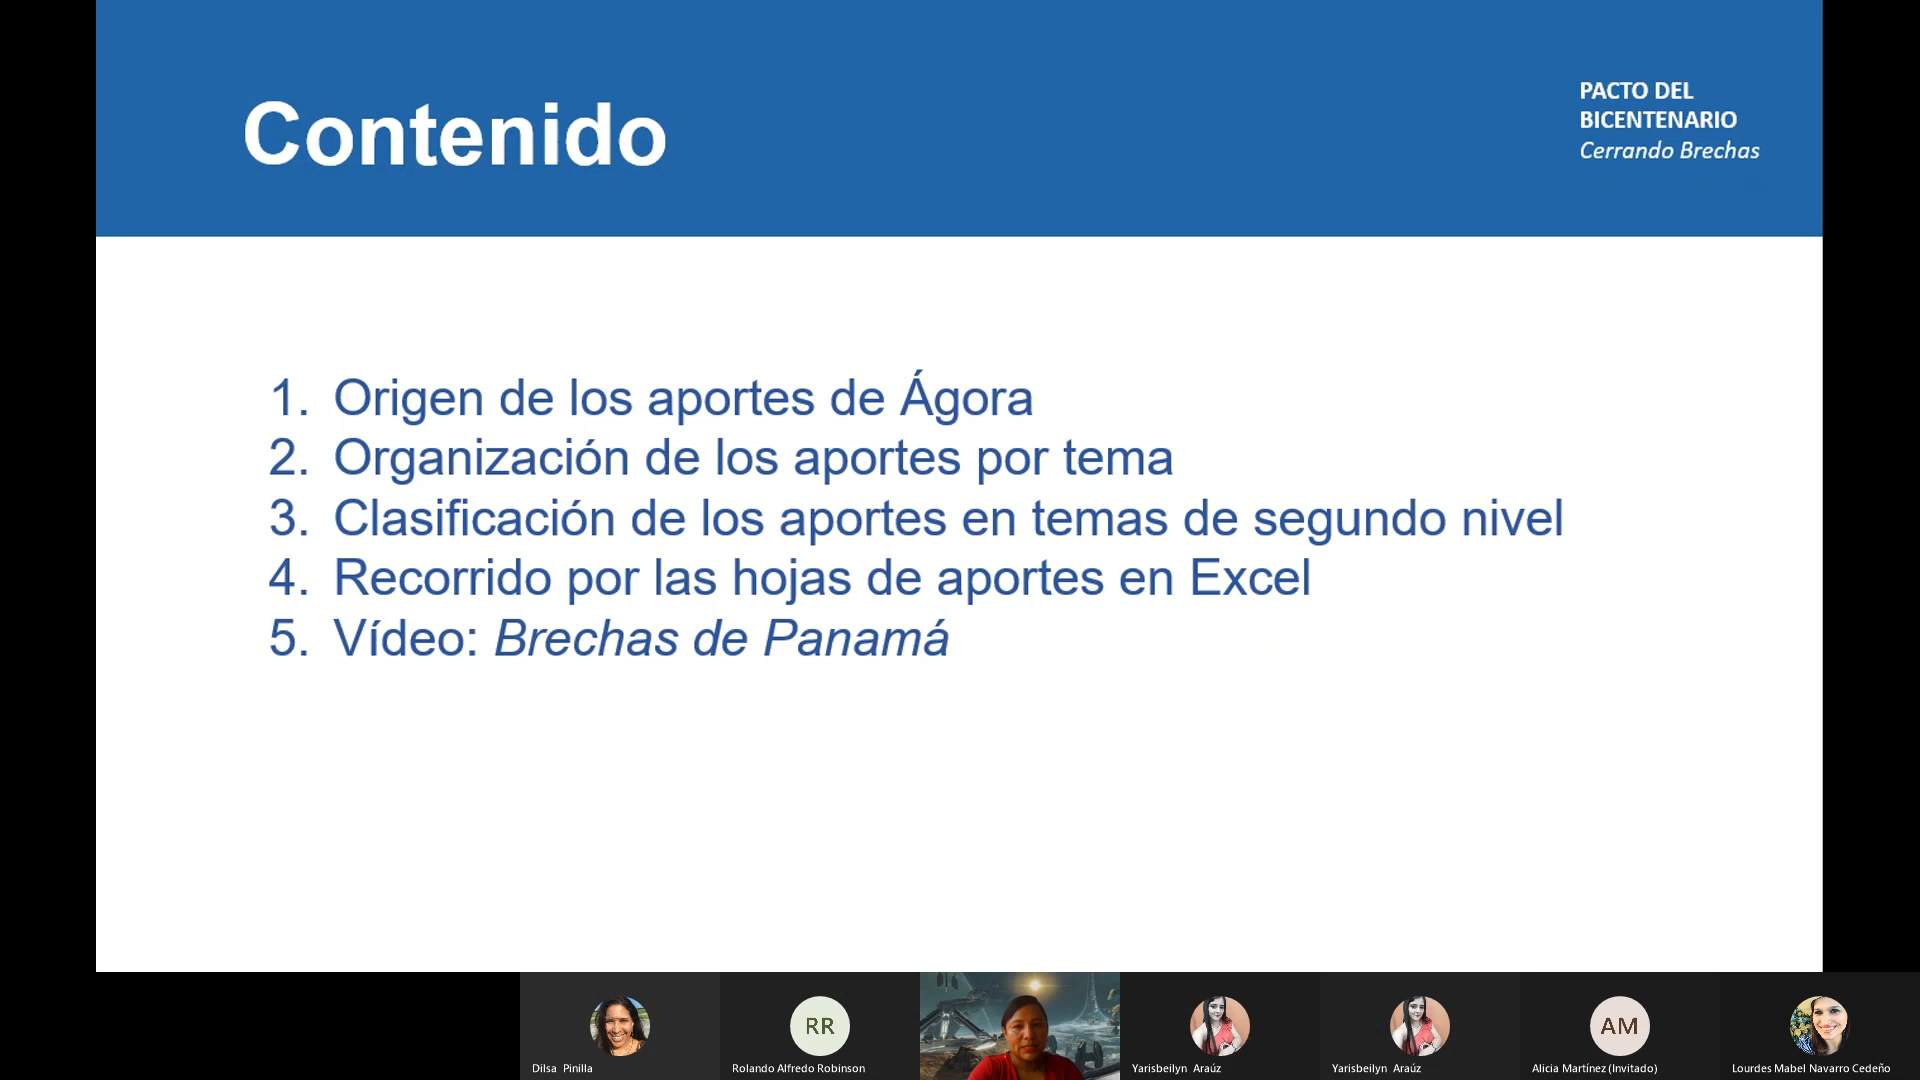 Contenido
PACTO DEL
BICENTENARIO
Cerrando Brechas
1. Origen de los aportes de Ágora
2. Organización de los aportes por tema
3. Clasificación de los aportes en temas de segundo nivel
4. Recorrido por las hojas de aportes en Excel
5. Vídeo: Brechas de Panamá
RR
AM
Dilsa Pinilla
Rolando Alfredo Robinson
Yarisbeilyn Araúz
Yarisbeilyn Araúz
Alicia Martínez (Invitado)
Lourdes Mabel Navarro Cedeño